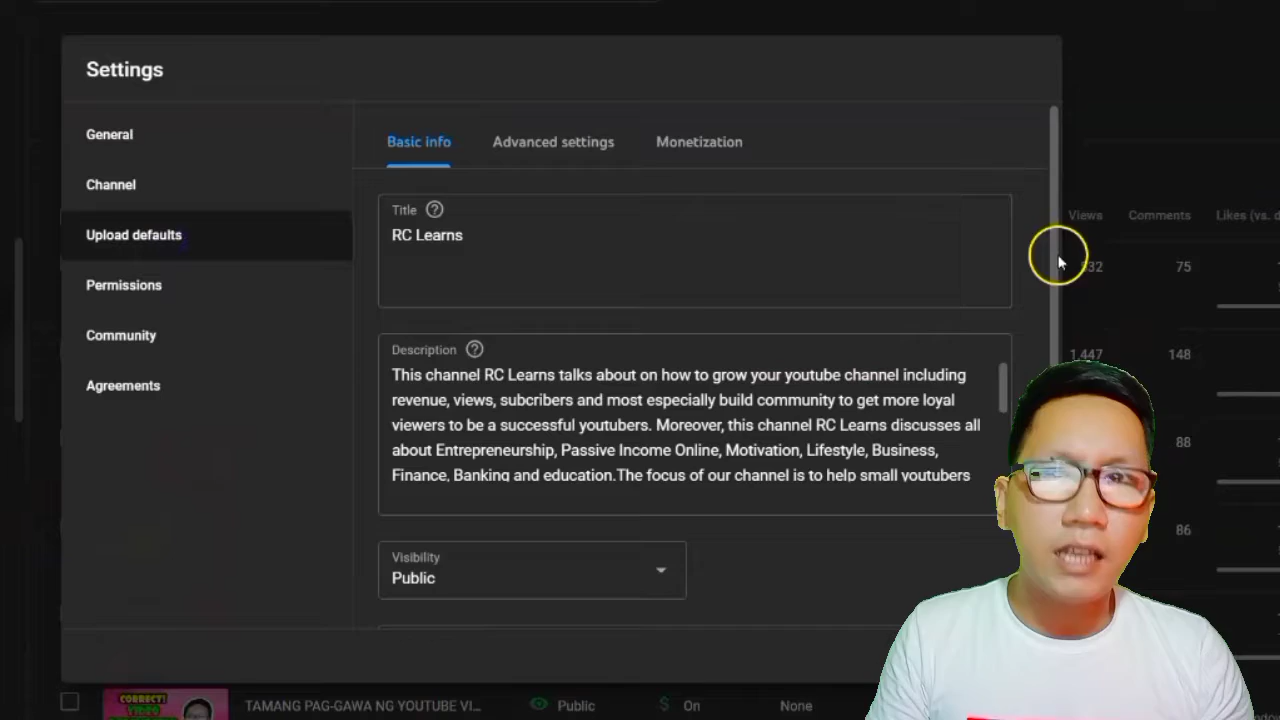 Settings
General
Channel
Upload defaults
Permissions
Community
Agreements
Basic info
Advanced settings
Monetization
Title
RC Learns
Description
This channel RC Learns talks about on how to grow your youtube channel including
revenue, views, subcribers and most especially build community to get more loyal
viewers to be a successful youtubers. Moreover, this channel RC Learns discusses all
about Entrepreneurship, Passive Income Online, Motivation, Lifestyle, Business,
Finance, Banking and education.The focus of our channel is to help small youtubers
Visibility
Public
Views
Comments
Likes (vs.
75
1,447
148
88
86
CORRECT!
TAMANG PAG-GAWA NG YOUTUBE VI...
Public
On
None